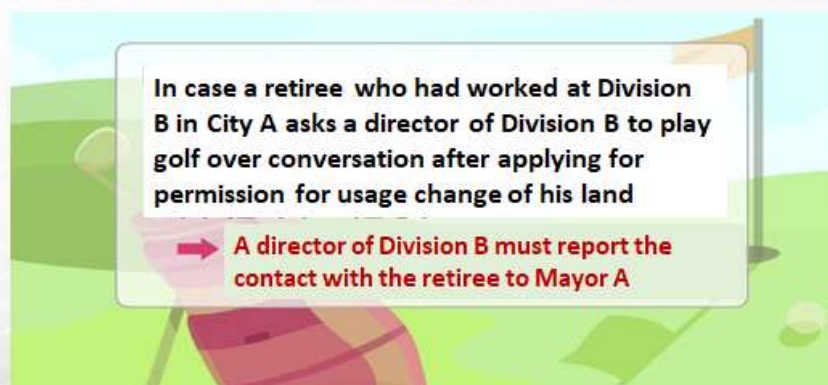 In case a retiree who had worked at Division
B in City A asks a director of Division B to play
golf over conversation after applying for
permission for usage change of his land
A director of Division B must report the
contact with the retiree to Mayor A